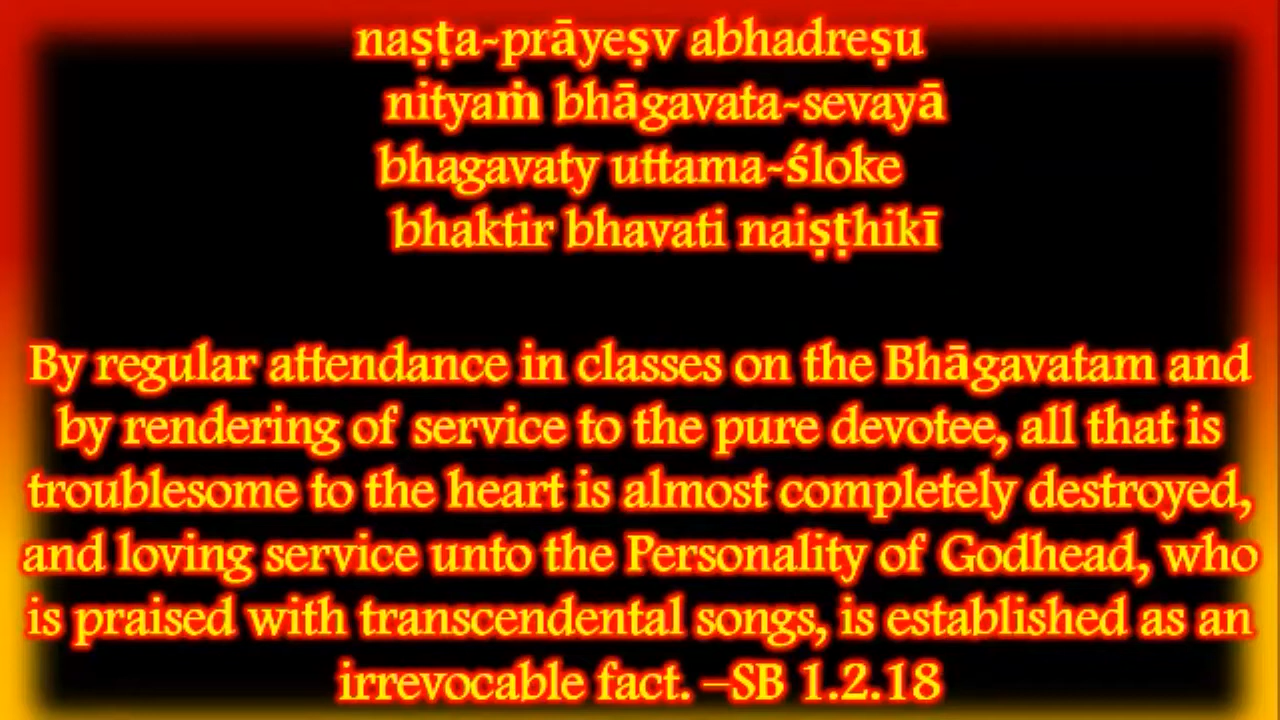 naṣṭa-prāyeṣv abhadreṣu
nityaṁ bhāgavata-sevayā
bhagavaty uttama-śloke
bhaktir bhavati naiṣṭhikī
By regular attendance in classes on the Bhāgavatam and
by rendering of service to the pure devotee, all that is
troublesome to the heart is almost completely destroyed,
and loving service unto the Personality of Godhead, who
is praised with transcendental songs, is established as an
irrevocable fact. –SB 1.2.18